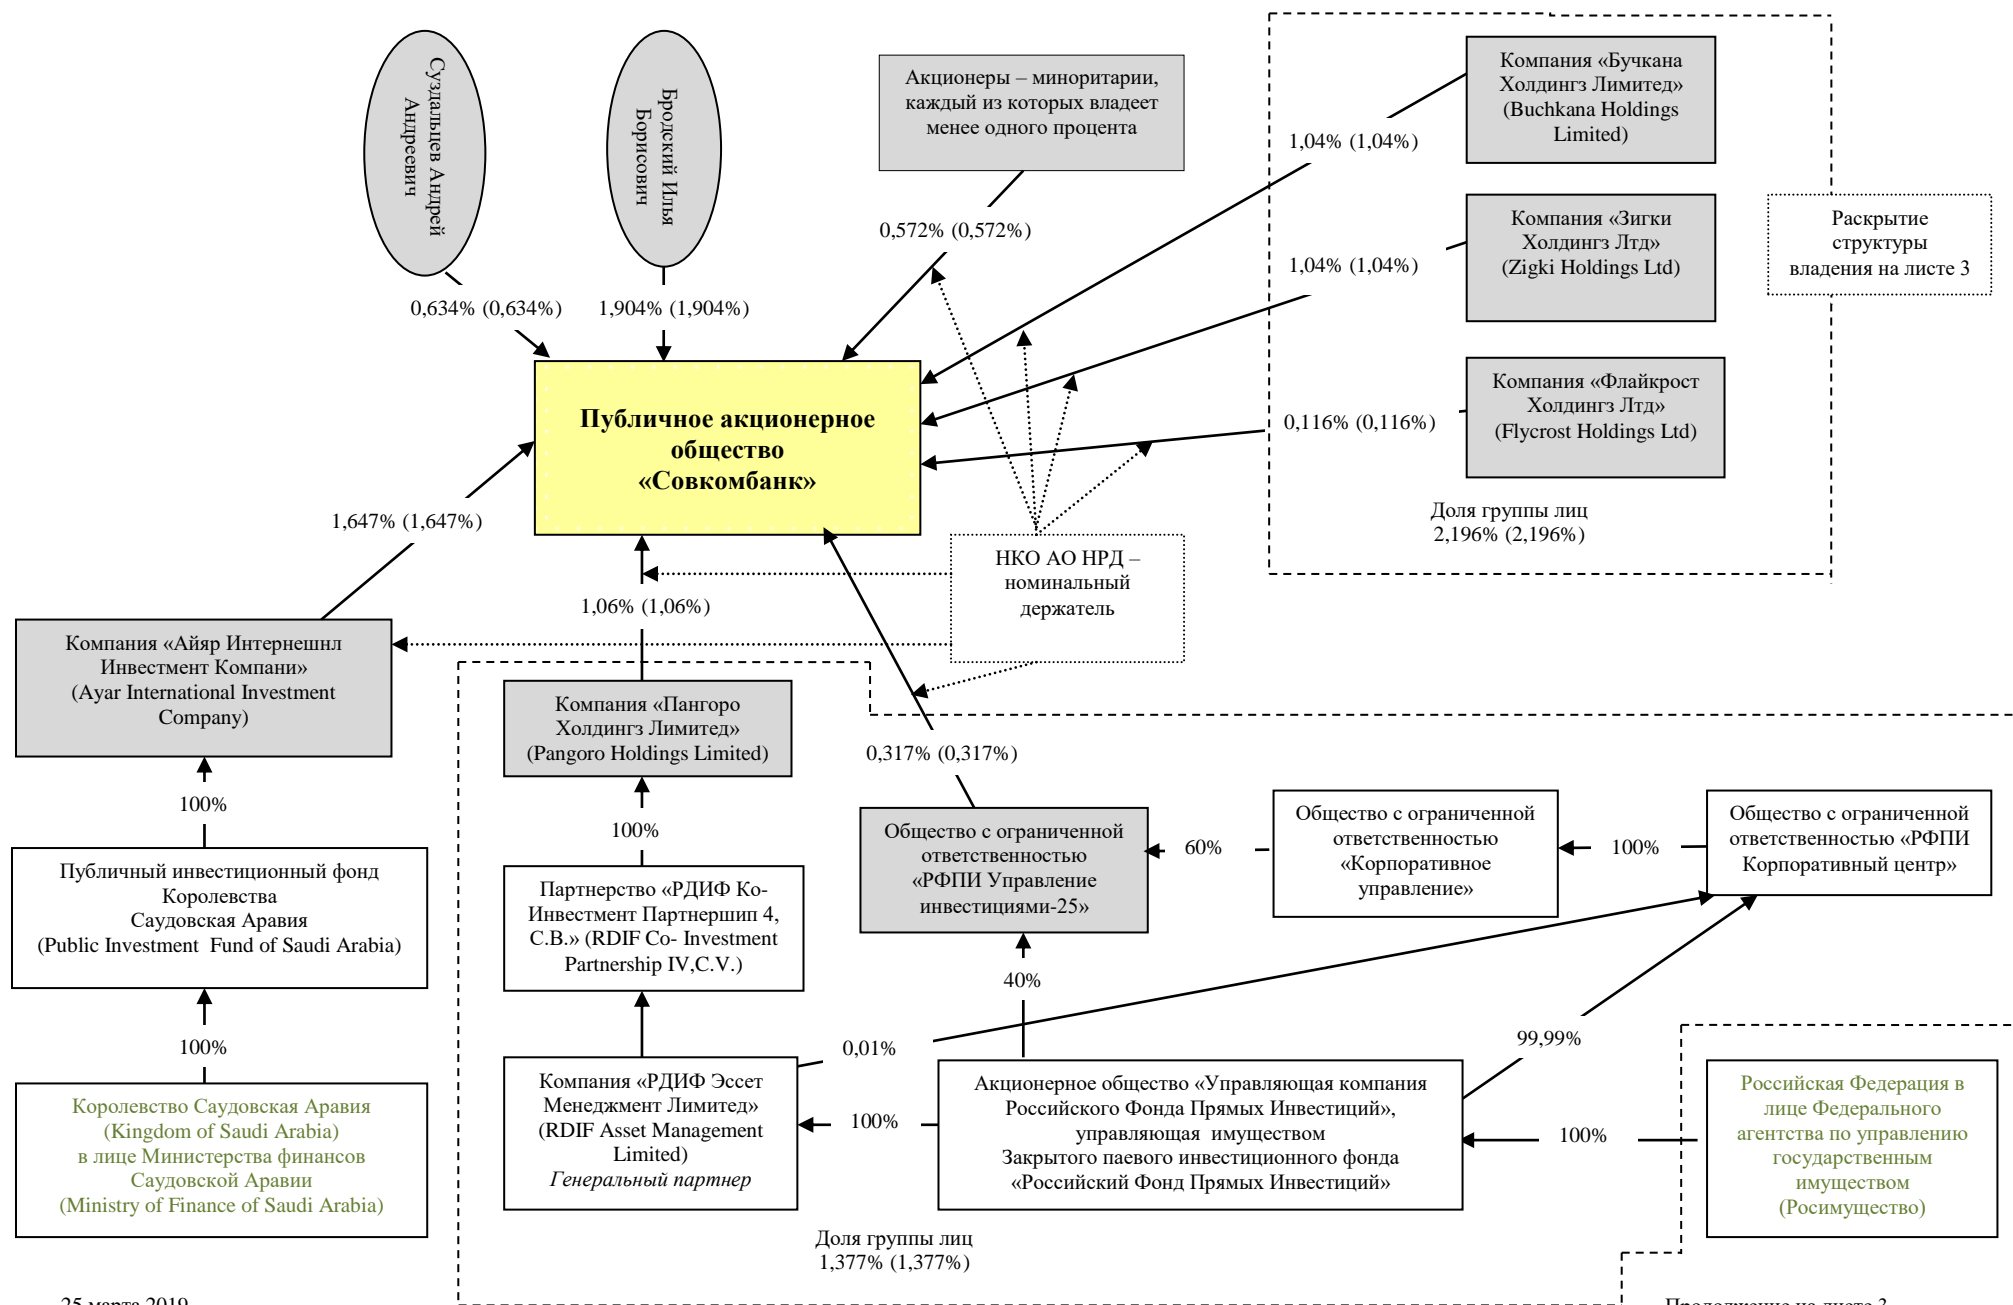 Суздальцев Андрей
Андреевич
Бродский Илья
Борисович
Акционеры – миноритарии,
каждый из которых владеет
менее одного процента
Компания «Бучкана
Холдингз Лимитед»
(Buchkana Holdings
Limited)
1,04% (1,04%)
Компания «Зигки
Холдингз Лтд»
(Zigki Holdings Ltd)
Раскрытие
структуры
владения на листе 3
0,572% (0,572%)
1,04% (1,04%)
0,634% (0,634%)
1,904% (1,904%)
Компания «Флайкрост
Холдингз Лтд»
(Flycrost Holdings Ltd)
0,116% (0,116%)
Публичное акционерное
общество
«Совкомбанк»
Доля группы лиц
2,196% (2,196%)
1,647% (1,647%)
НКО АО НРД –
номинальный
держатель
1,06% (1,06%)
Компания «Айяр Интернешнл
Инвестмент Компани»
(Ayar International Investment
Company)
Компания «Пангоро
Холдингз Лимитед»
(Pangoro Holdings Limited)
0,317% (0,317%)
100%
100%
Общество с ограниченной
ответственностью
«РФПИ Управление
инвестициями-25»
60%
Общество с ограниченной
ответственностью
«Корпоративное
управление»
100%
Общество с ограниченной
ответственностью «РФПИ
Корпоративный центр»
Публичный инвестиционный фонд
Королевства
Саудовская Аравия
(Public Investment  Fund of Saudi Arabia)
Партнерство «РДИФ Ко-
Инвестмент Партнершип 4,
С.В.» (RDIF Co- Investment
Partnership IV,C.V.)
40%
100%
0,01%
99,99%
Королевство Саудовская Аравия
(Kingdom of Saudi Arabia)
в лице Министерства финансов
Саудовской Аравии
(Ministry of Finance of Saudi Arabia)
Компания «РДИФ Эссет
Менеджмент Лимитед»
(RDIF Asset Management
Limited)
Генеральный партнер
100%
Акционерное общество «Управляющая компания
Российского Фонда Прямых Инвестиций»,
управляющая  имуществом
Закрытого паевого инвестиционного фонда
«Российский Фонд Прямых Инвестиций»
100%
Российская Федерация в
лице Федерального
агентства по управлению
государственным
имуществом
(Росимущество)
Доля группы лиц
1,377% (1,377%)
25 марта 2019
Продолжение на листе 3